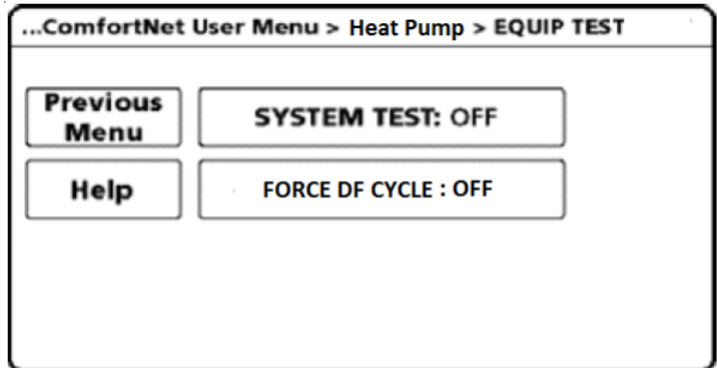 ...ComfortNet User Menu > Heat Pump > EQUIP TEST
Previous
Menu
SYSTEM TEST: OFF
Help
FORCE DF CYCLE : OFF